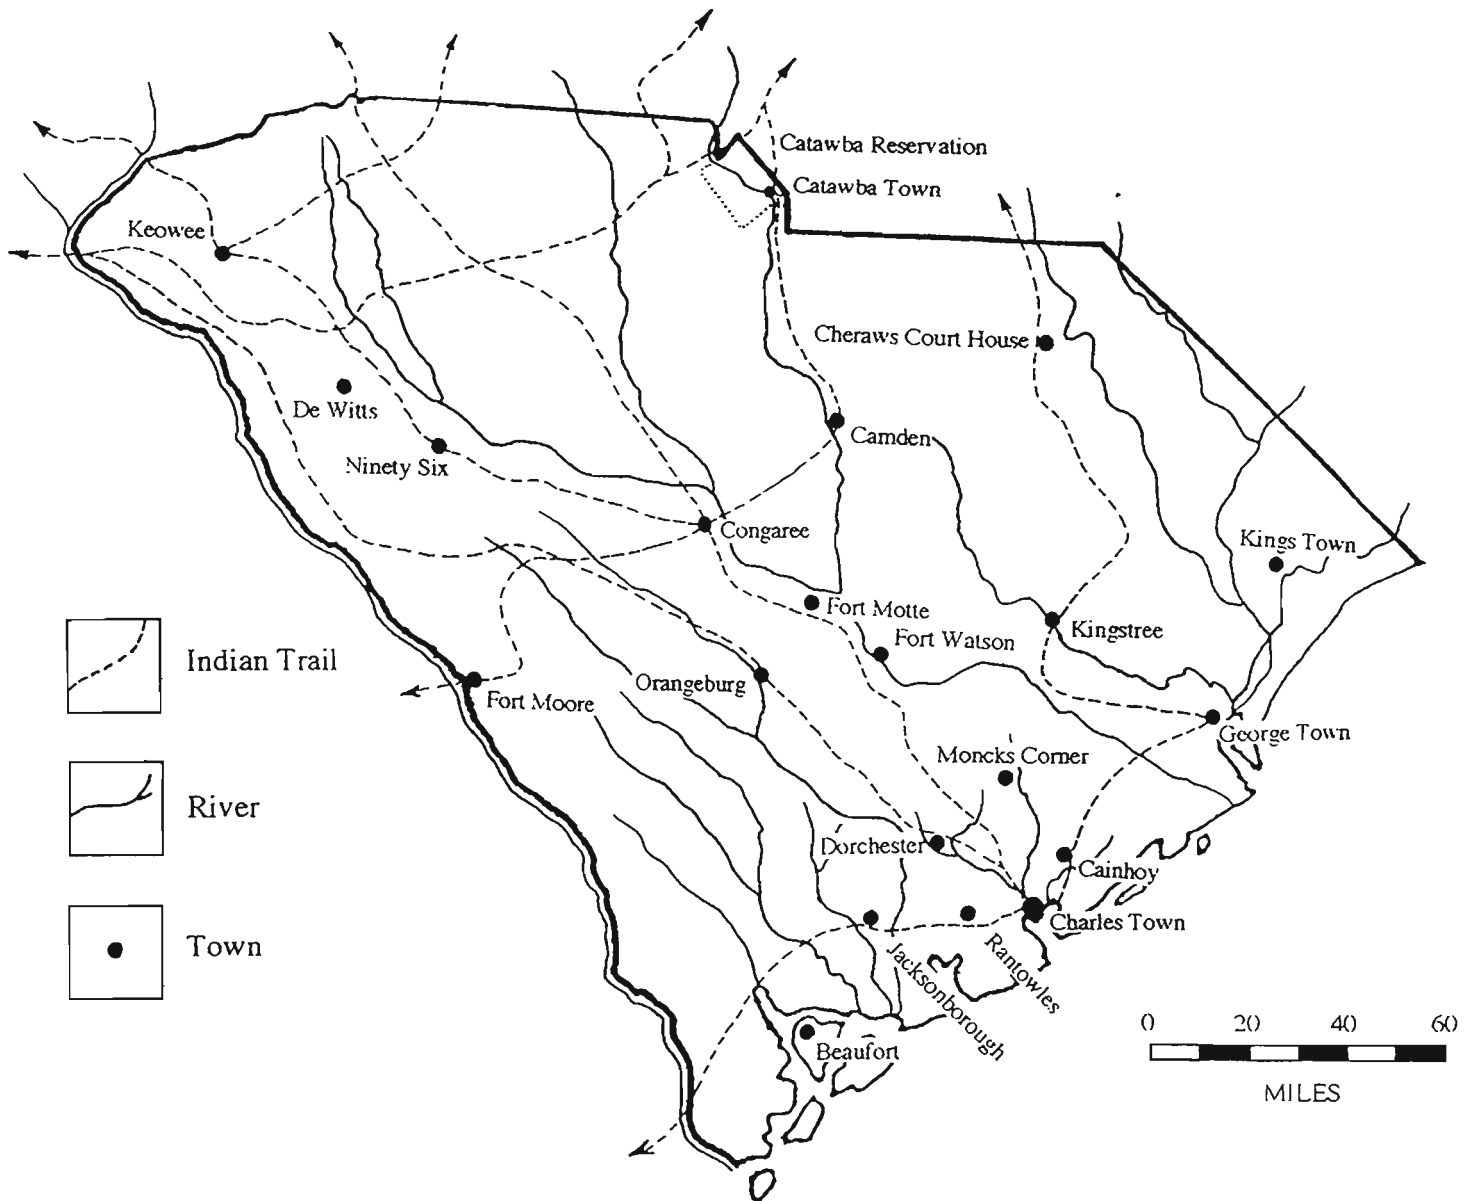 Catawba Reservation
Catawba Town
Keowee
Cheraws Court House
De Witts
Camden
Ninety Six
Congaree
Kings Town
Fort Motte
Fort Watson
Kingstree
Indian Trail
Orangeburg
Fort Moore
George Town
Moncks Corner
River
Dorchester
Cainhoy
Charles Town
Town
Rantowles
Jacksonborough
Beaufort
0 20 40 60
MILES